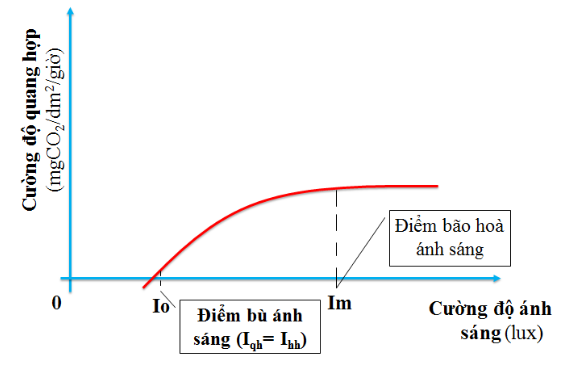 Cường độ quang hợp
(mgCO₂/dm²/giờ)
Điểm bão hoà
ánh sáng
0
Io
Im
Điểm bù ánh
sáng (Iqh= Ihh)
Cường độ ánh
sáng (lux)